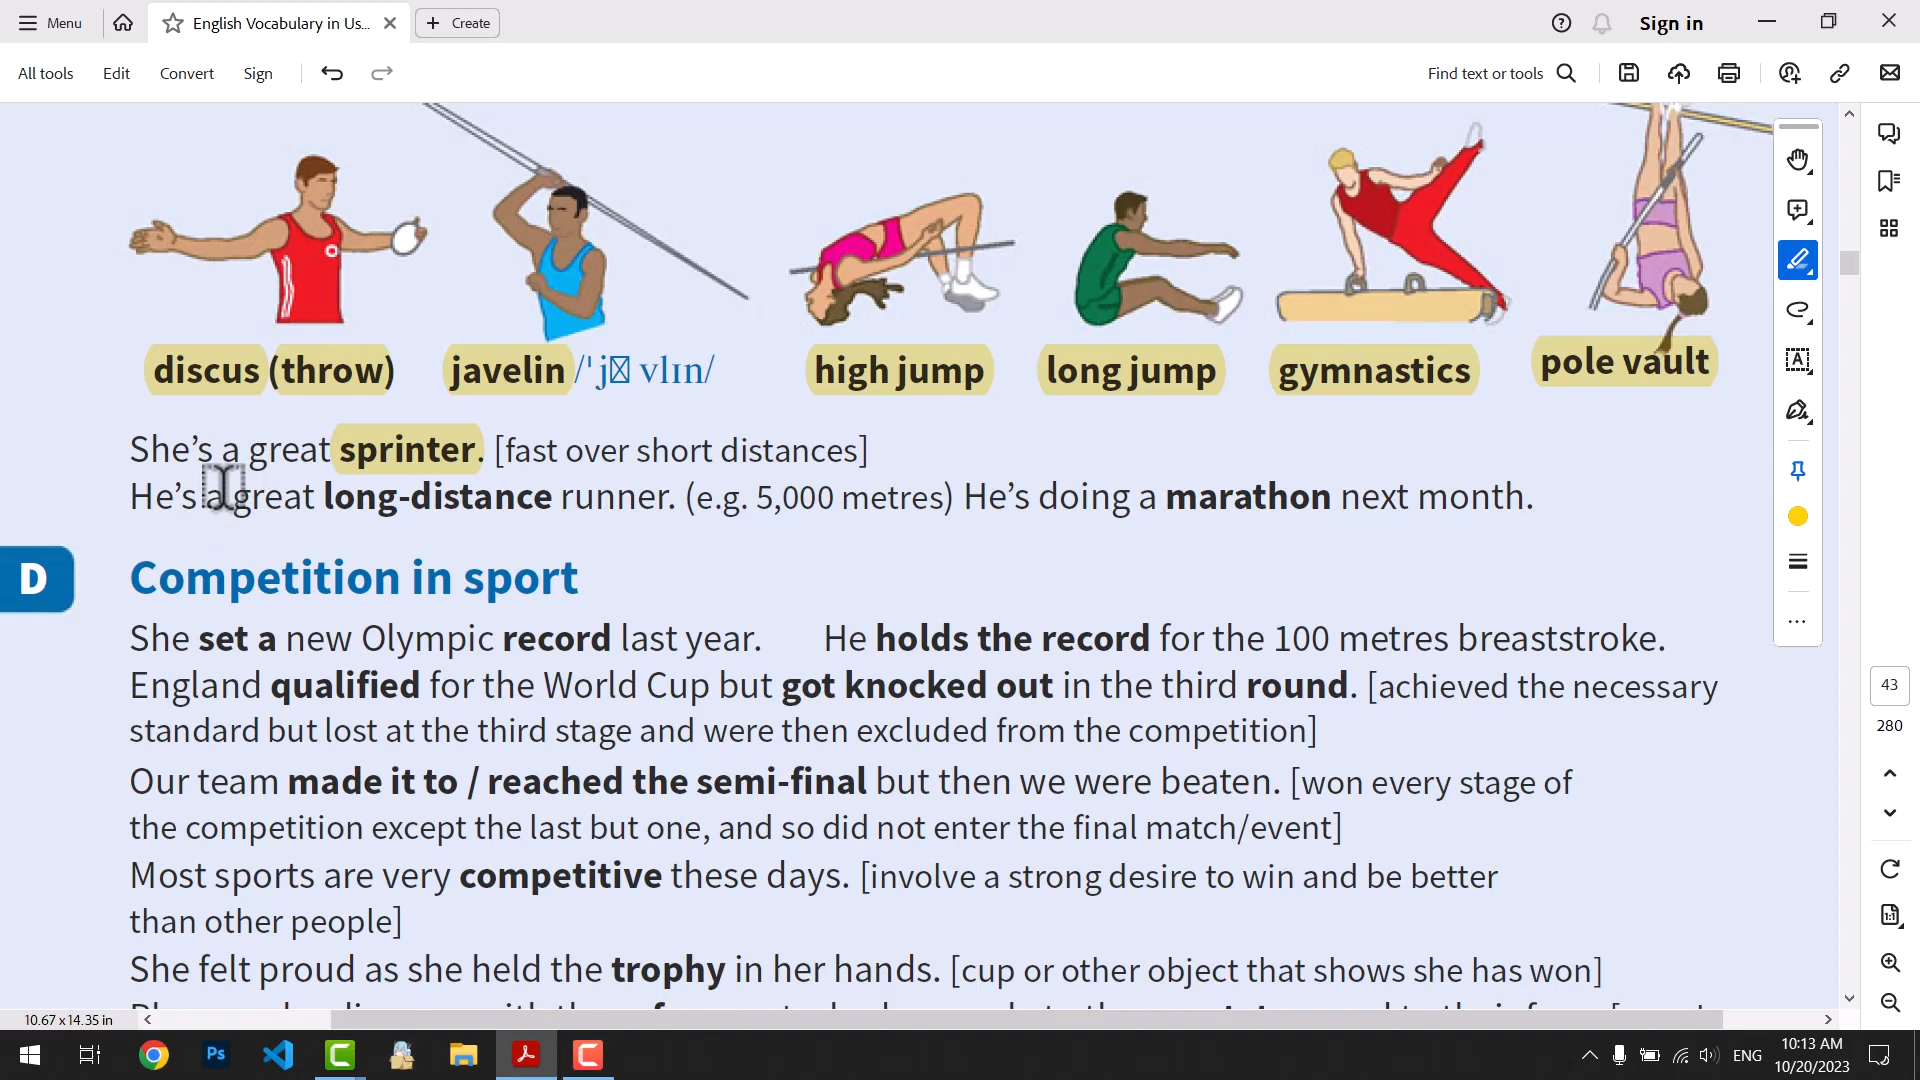 Menu
English Vocabulary in Us...
Create
Sign in
All tools
Edit
Convert
Sign
Find text or tools
discus (throw)
javelin /ˈj vlɪn/
high jump
long jump
gymnastics
pole vault
She's a great sprinter. [fast over short distances]
He's a great long-distance runner. (e.g. 5,000 metres) He's doing a marathon next month.
D
Competition in sport
She set a new Olympic record last year. He holds the record for the 100 metres breaststroke.
England qualified for the World Cup but got knocked out in the third round. [achieved the necessary
standard but lost at the third stage and were then excluded from the competition]
Our team made it to / reached the semi-final but then we were beaten. [won every stage of
the competition except the last but one, and so did not enter the final match/event]
Most sports are very competitive these days. [involve a strong desire to win and be better
than other people]
She felt proud as she held the trophy in her hands. [cup or other object that shows she has won]
43
280
10.67 x 14.35 in
Ps
ENG
10:13 AM
10/20/2023